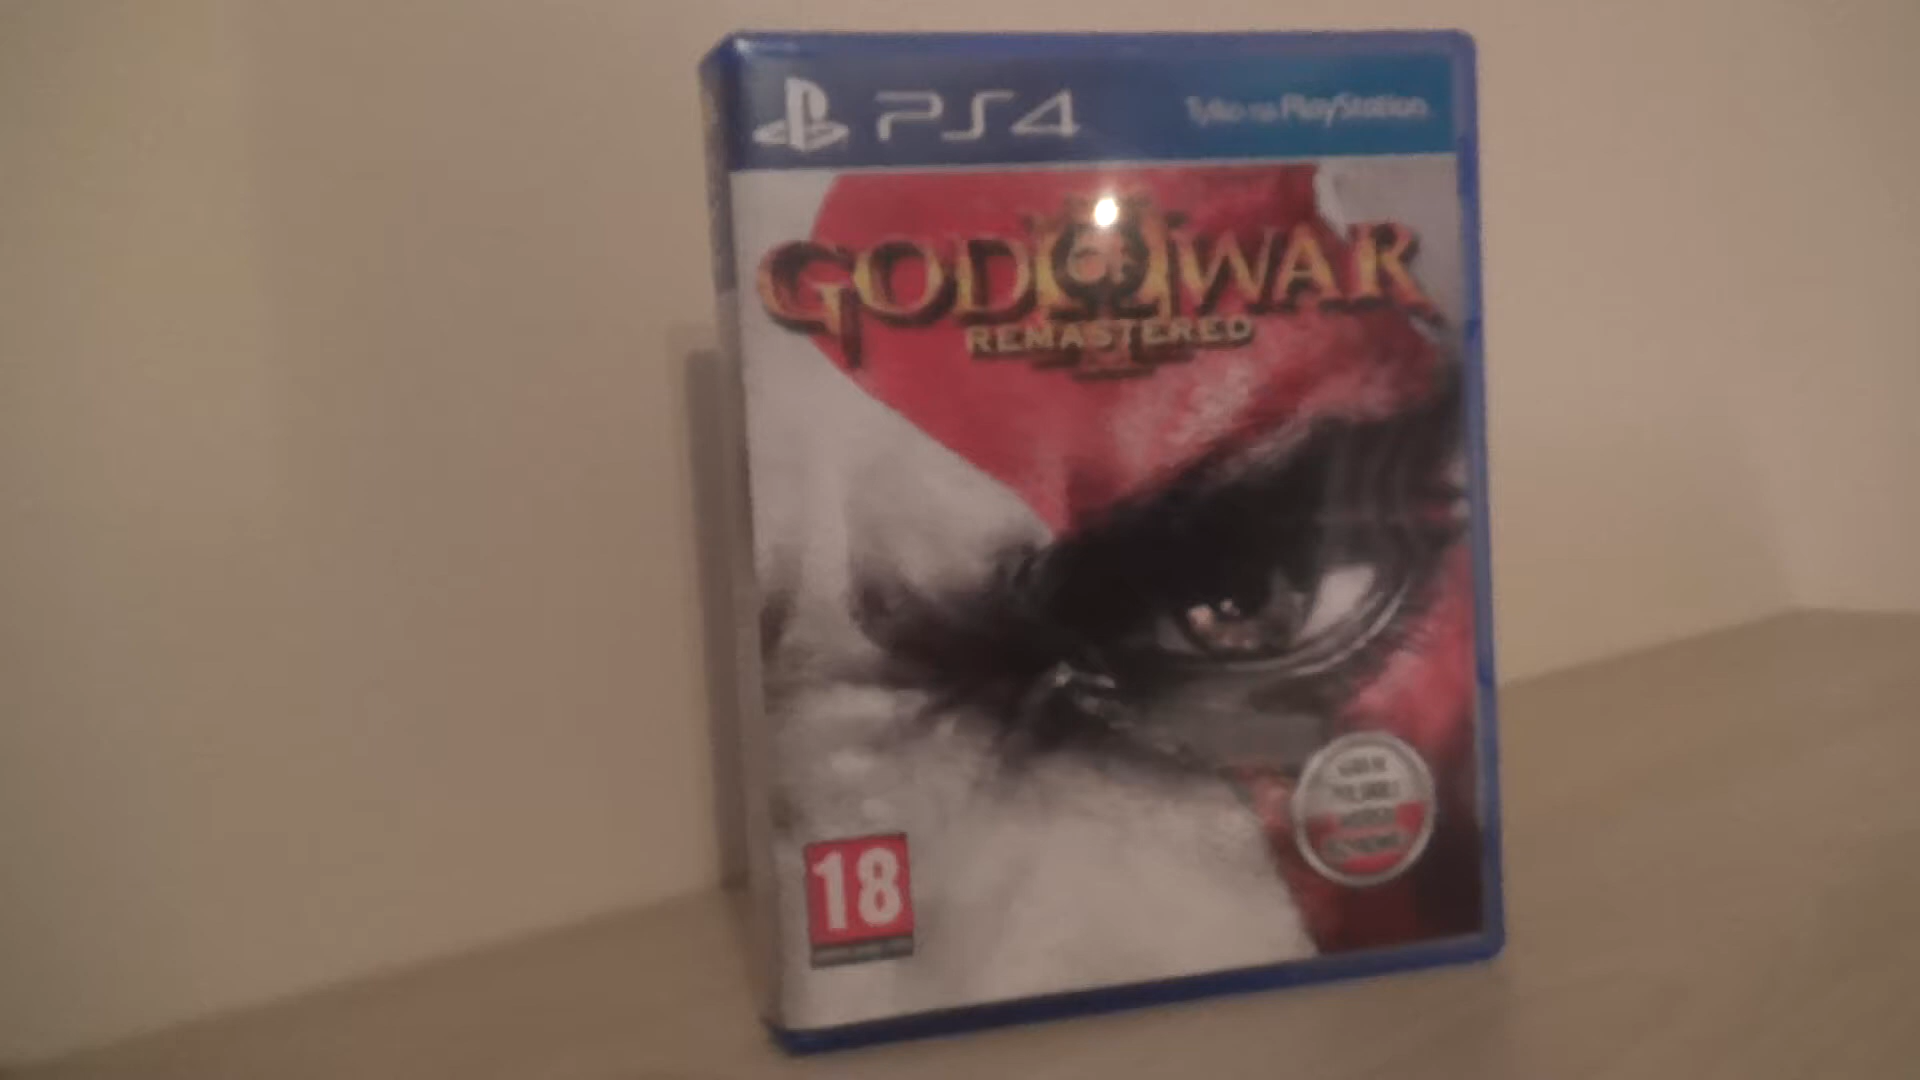 PS4
Tylko na PlayStation
GOD OF WAR
REMASTERED
18